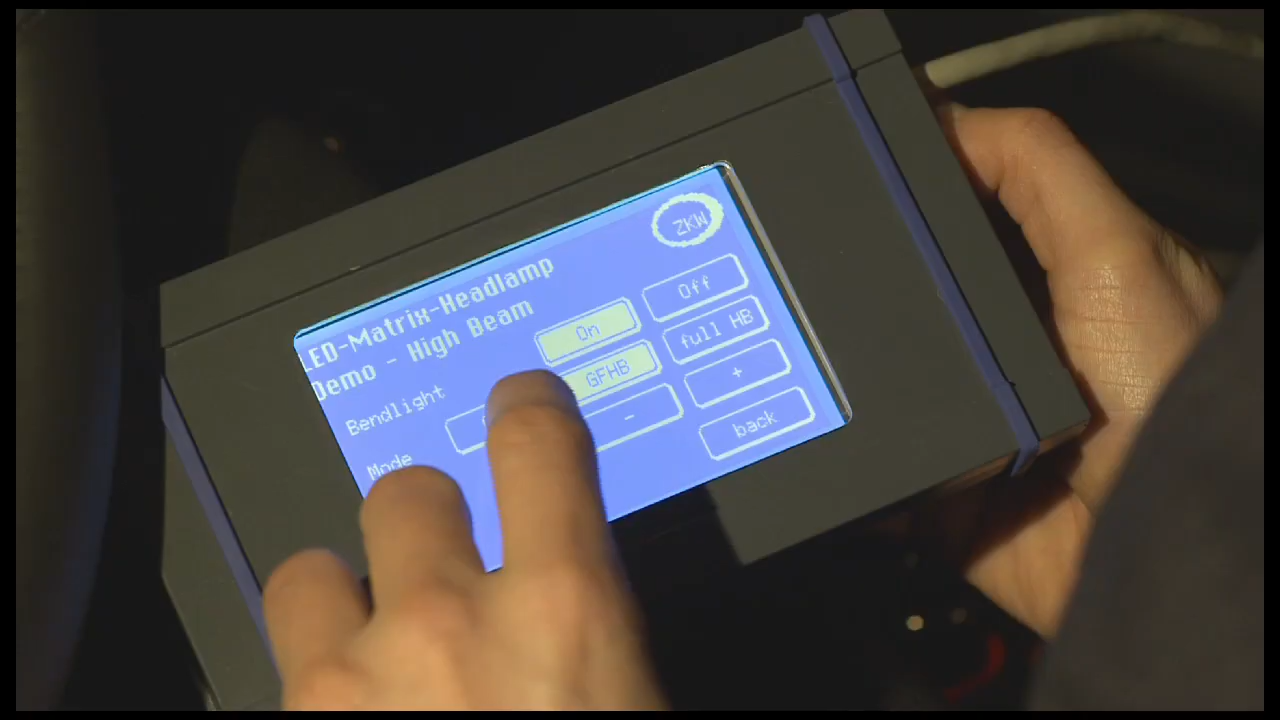 ZKW
LED-Matrix-Headlamp
Demo - High Beam
Bendlight
On
Off
Mode
GFHB
full HB
-
+
back